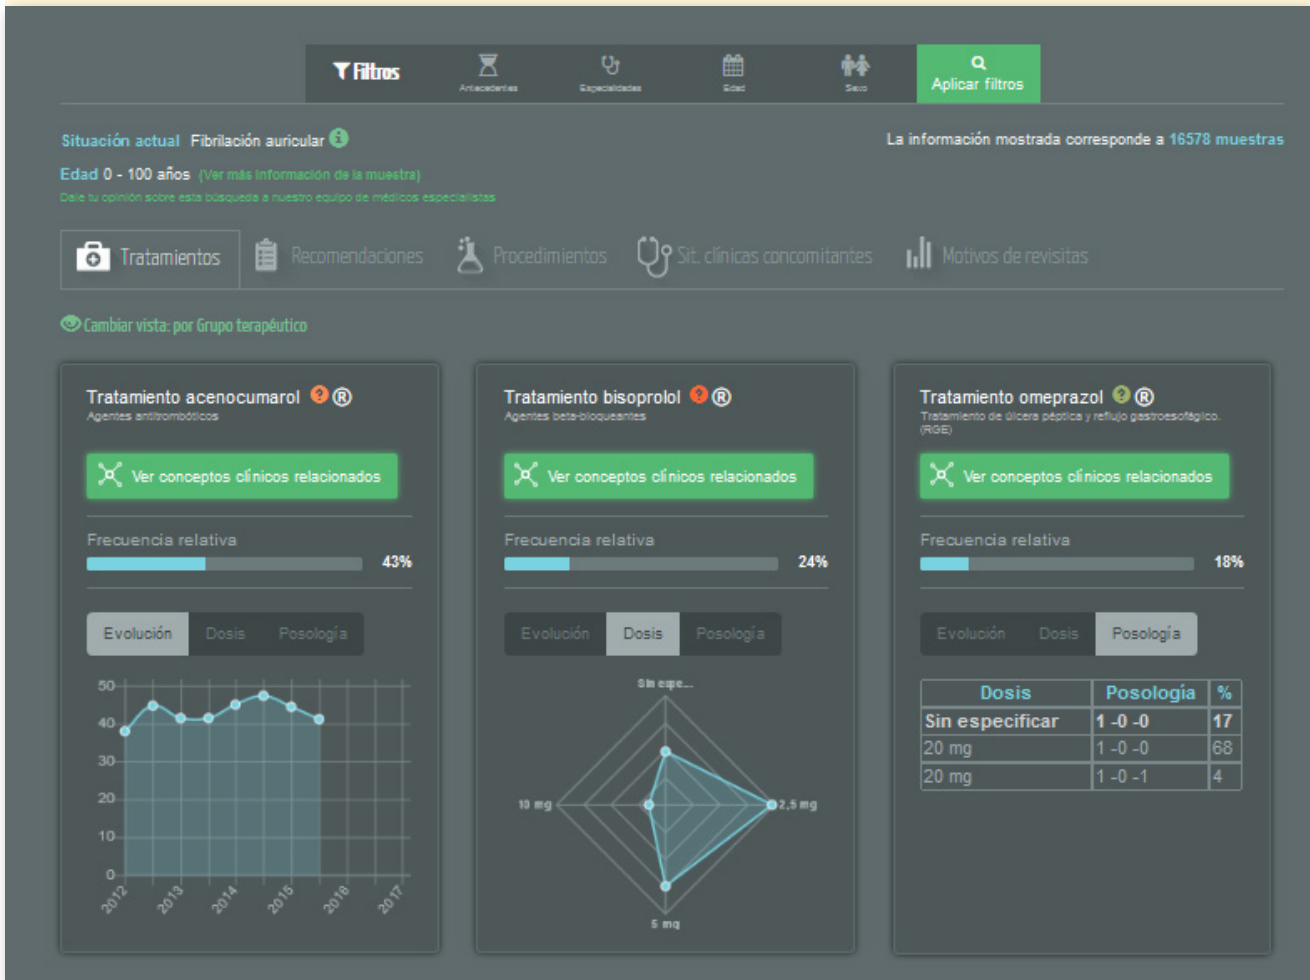 Filtros
Antecedentes
Especialidades
Edad
Sexo
Aplicar filtros
Situación actual Fibrilación auricular
La información mostrada corresponde a 16578 muestras
Edad 0 - 100 años (Ver más información de la muestra)
Dale tu opinión sobre esta búsqueda a nuestro equipo de médicos especialistas
Tratamientos
Recomendaciones
Procedimientos
Sit. clínicas concomitantes
Motivos de revisitas
Cambiar vista: por Grupo terapéutico
Tratamiento acenocumarol ? ®
Agentes antitrombóticos
Ver conceptos clínicos relacionados
Frecuencia relativa
43%
Evolución Dosis Posología
50
40
30
20
10
0
2012 2013 2014 2015 2016 2017
Tratamiento bisoprolol ? ®
Agentes beta-bloqueantes
Ver conceptos clínicos relacionados
Frecuencia relativa
24%
Evolución Dosis Posología
Sin espe...
10 mg
2,5 mg
5 mg
Tratamiento omeprazol ? ®
Tratamiento de úlcera péptica y reflujo gastroesofágico.
(RGE)
Ver conceptos clínicos relacionados
Frecuencia relativa
18%
Evolución Dosis Posología
Dosis Posología %
Sin especificar 1 -0 -0 17
20 mg 1 -0 -0 68
20 mg 1 -0 -1 4